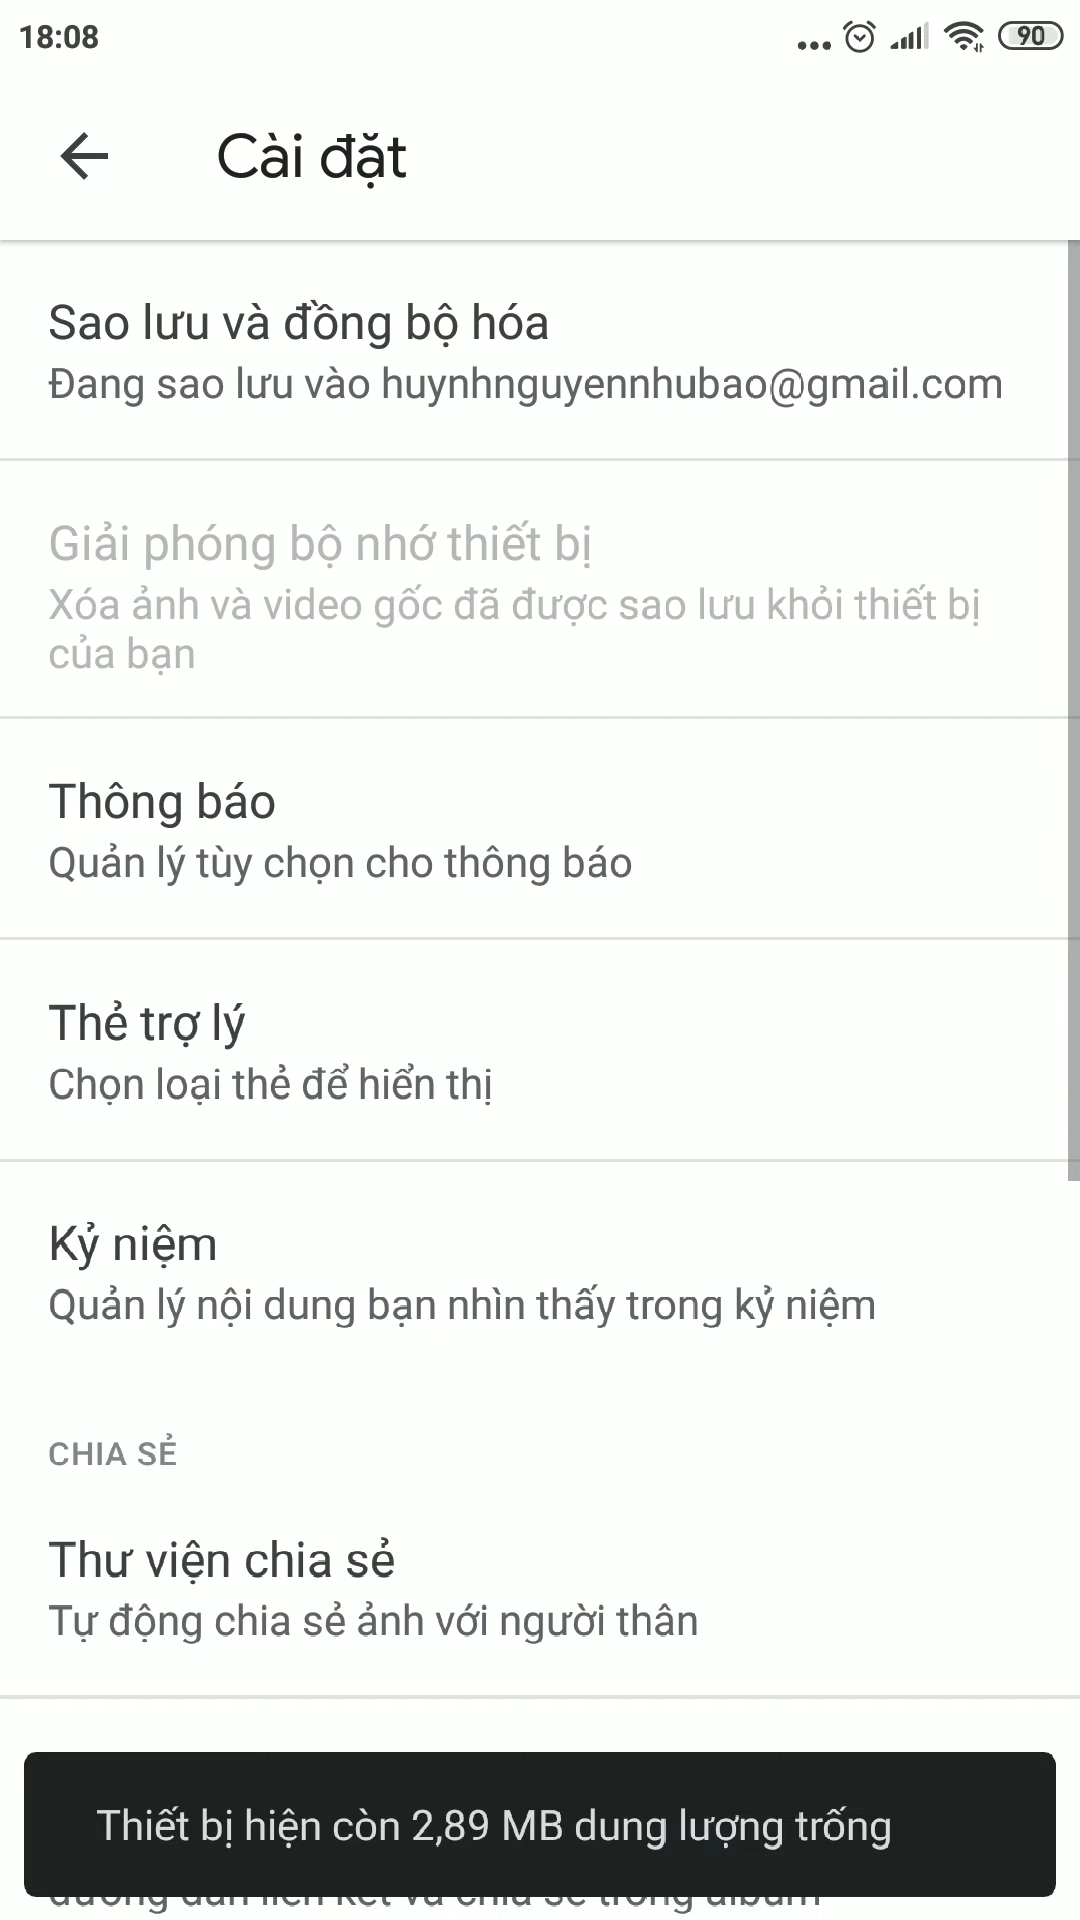 18:08
90
Cài đặt
Sao lưu và đồng bộ hóa
Đang sao lưu vào huynhnguyennhubao@gmail.com
Giải phóng bộ nhớ thiết bị
Xóa ảnh và video gốc đã được sao lưu khỏi thiết bị
của bạn
Thông báo
Quản lý tùy chọn cho thông báo
Thẻ trợ lý
Chọn loại thẻ để hiển thị
Kỷ niệm
Quản lý nội dung bạn nhìn thấy trong kỷ niệm
CHIA SẺ
Thư viện chia sẻ
Tự động chia sẻ ảnh với người thân
Thiết bị hiện còn 2,89 MB dung lượng trống